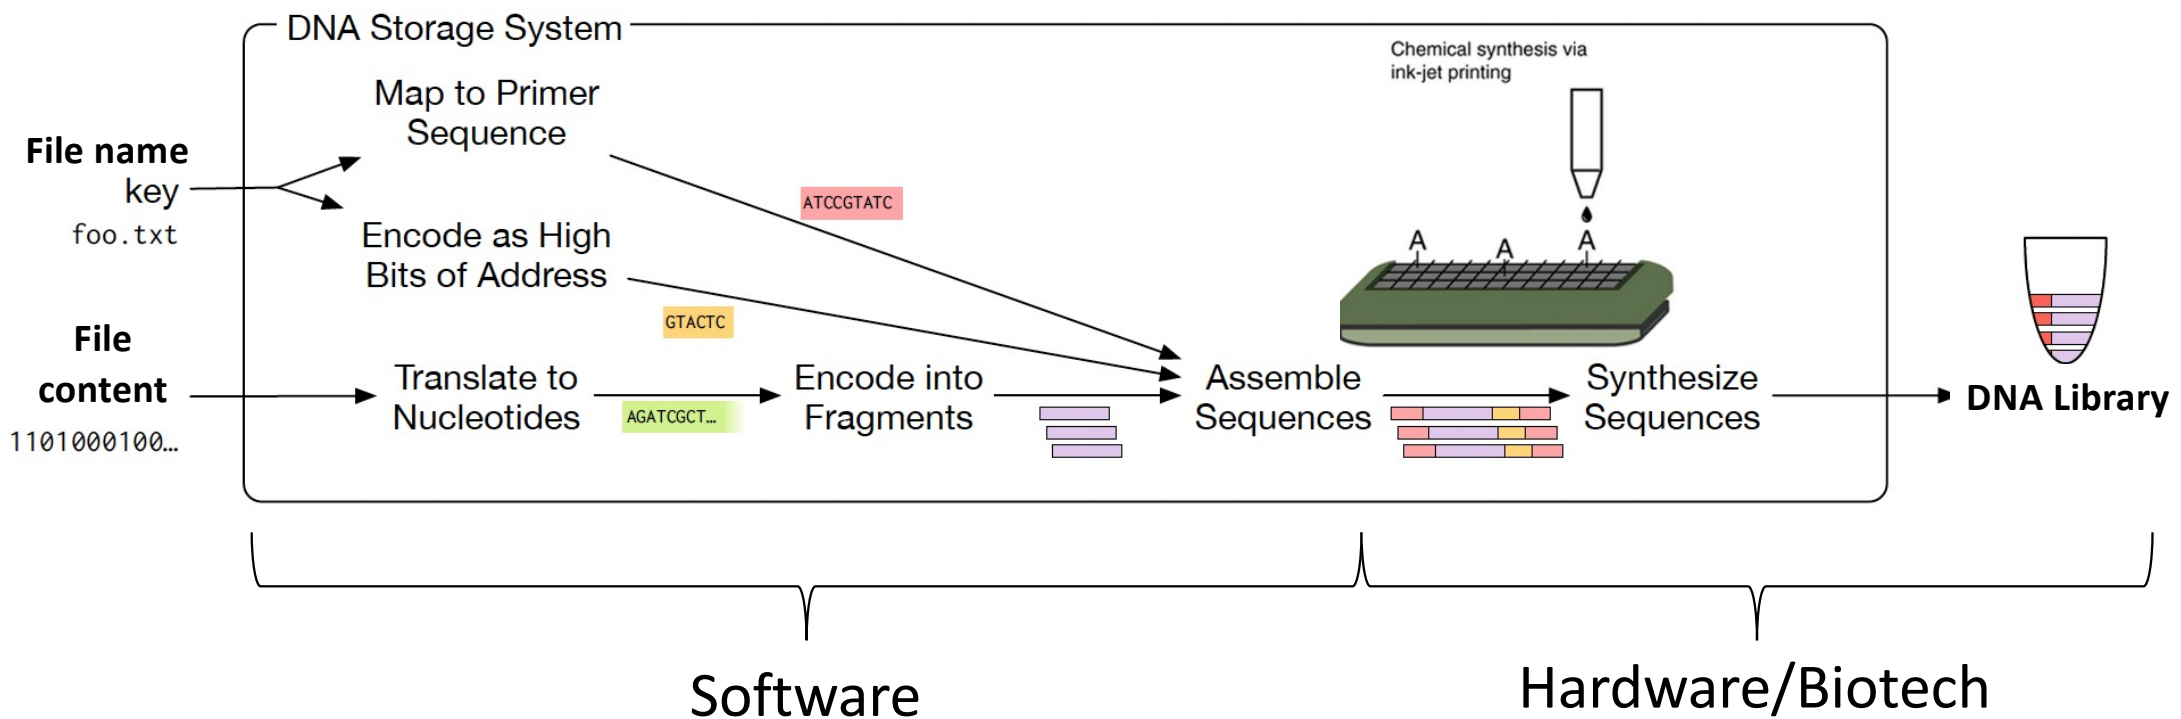 DNA Storage System
Chemical synthesis via
ink-jet printing
Map to Primer
Sequence
File name
key
foo.txt
ATCCGTATC
Encode as High
Bits of Address
A
A
A
GTACTC
File
content
1101000100…
Translate to
Nucleotides
AGATCGCT…
Encode into
Fragments
Assemble
Sequences
Synthesize
Sequences
DNA Library
Software
Hardware/Biotech